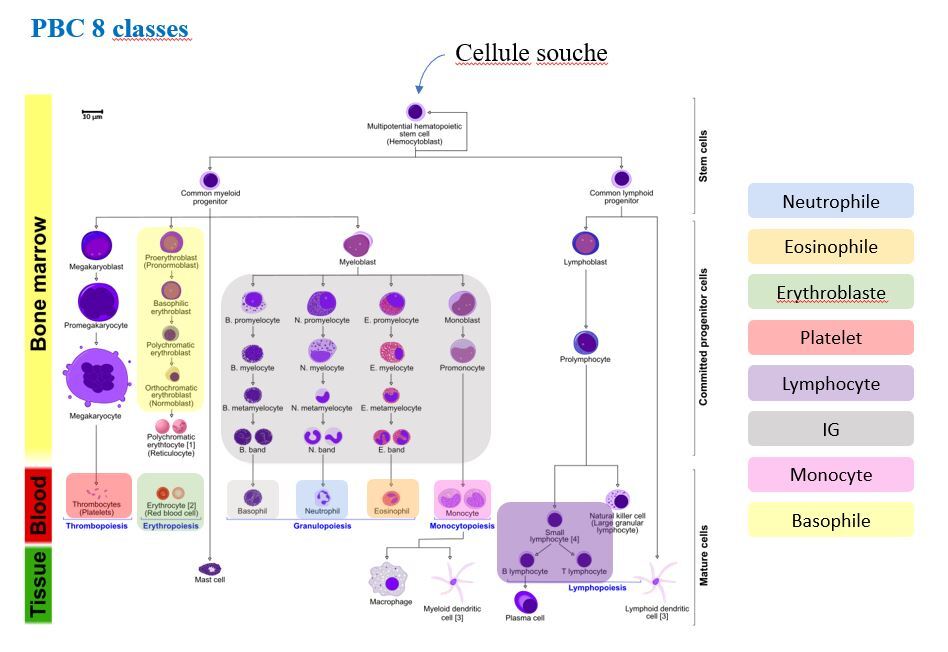 PBC 8 classes
Cellule souche
10 µm
Multipotential hematopoietic
stem cell
(Hemocytoblast)
Common myeloid
progenitor
Common lymphoid
progenitor
Stem cells
Bone marrow
Megakaryoblast
Proerythroblast
(Pronormoblast)
Myeloblast
Lymphoblast
Promegakaryocyte
Basophilic
erythroblast
B. promyelocyte
N. promyelocyte
E. promyelocyte
Monoblast
Polychromatic
erythroblast
Prolymphocyte
Committed progenitor cells
B. myelocyte
N. myelocyte
E. myelocyte
Promonocyte
Megakaryocyte
Orthochromatic
erythroblast
(Normoblast)
B. metamyelocyte
N. metamyelocyte
E. metamyelocyte
Polychromatic
erythtocyte [1]
(Reticulocyte)
B. band
N. band
E. band
Blood
Thrombocytes
(Platelets)
Erythrocyte [2]
(Red blood cell)
Basophil
Neutrophil
Eosinophil
Monocyte
Natural killer cell
(Large granular
lymphocyte)
Thrombopoiesis
Erythropoiesis
Granulopoiesis
Monocytopoiesis
Small
lymphocyte [4]
Mature cells
Tissue
Mast cell
B lymphocyte
T lymphocyte
Lymphopoiesis
Macrophage
Myeloid dendritic
cell [3]
Plasma cell
Lymphoid dendritic
cell [3]
Neutrophile
Eosinophile
Erythroblaste
Platelet
Lymphocyte
IG
Monocyte
Basophile